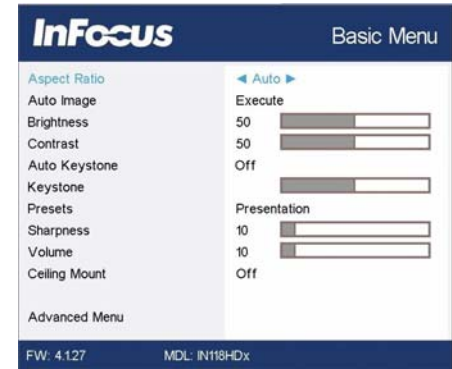 InFocus Basic Menu
Aspect Ratio ◀ Auto ▶
Auto Image Execute
Brightness 50
Contrast 50
Auto Keystone Off
Keystone
Presets Presentation
Sharpness 10
Volume 10
Ceiling Mount Off
Advanced Menu
FW: 4.1.27 MDL: IN118HDx